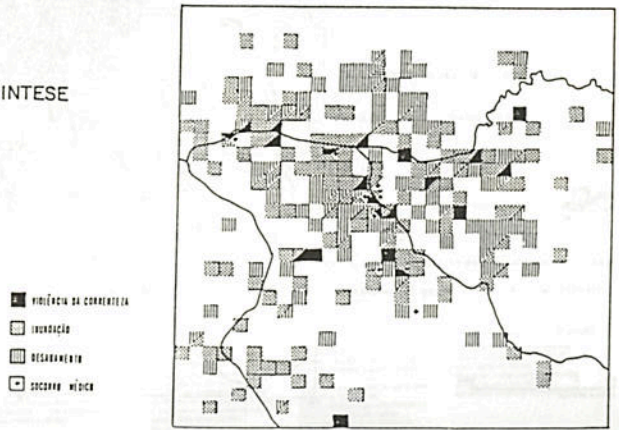 INTESE
VIOLÊNCIA DA CORRENTEZA
INUNDAÇÃO
DESABAMENTO
SOCORRO MÉDICO